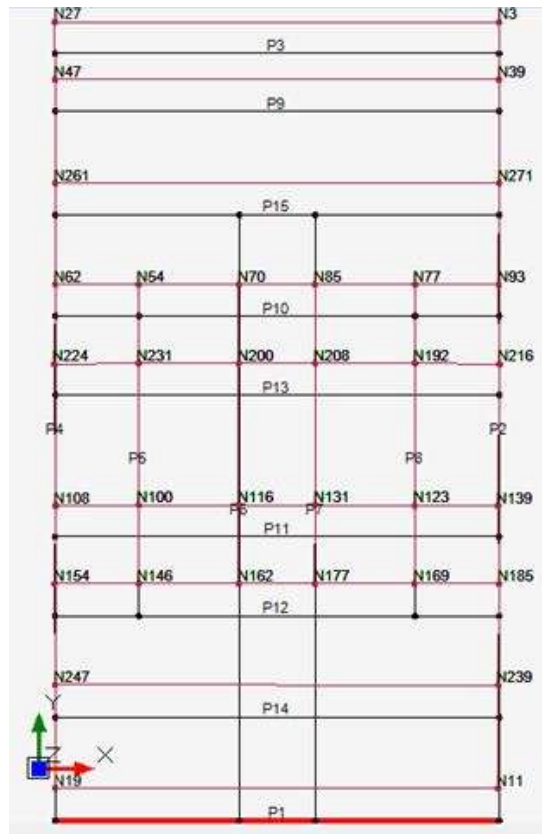 N27 N3
P3
N47 N39
P9
N261 N271
P15
N62 N54 N70 N85 N77 N93
P10
N224 N231 N200 N208 N192 N216
P13
P4 P2
P5 P8
N108 N100 N116 N131 N123 N139
P6 P7
P11
N154 N146 N162 N177 N169 N185
P12
N247 N239
Y
P14
Z X
N19 N11
P1